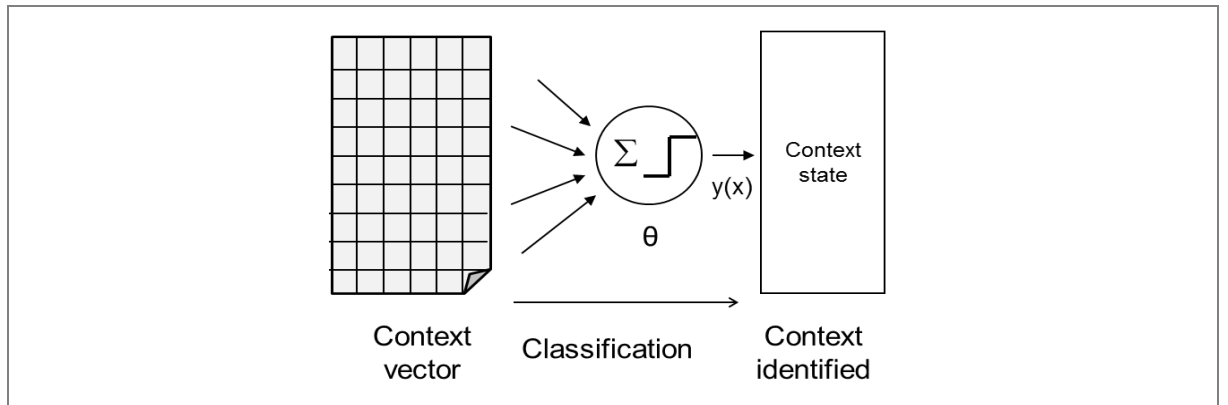 Σ
Context
state
y(x)
θ
Context
vector
Classification
Context
identified